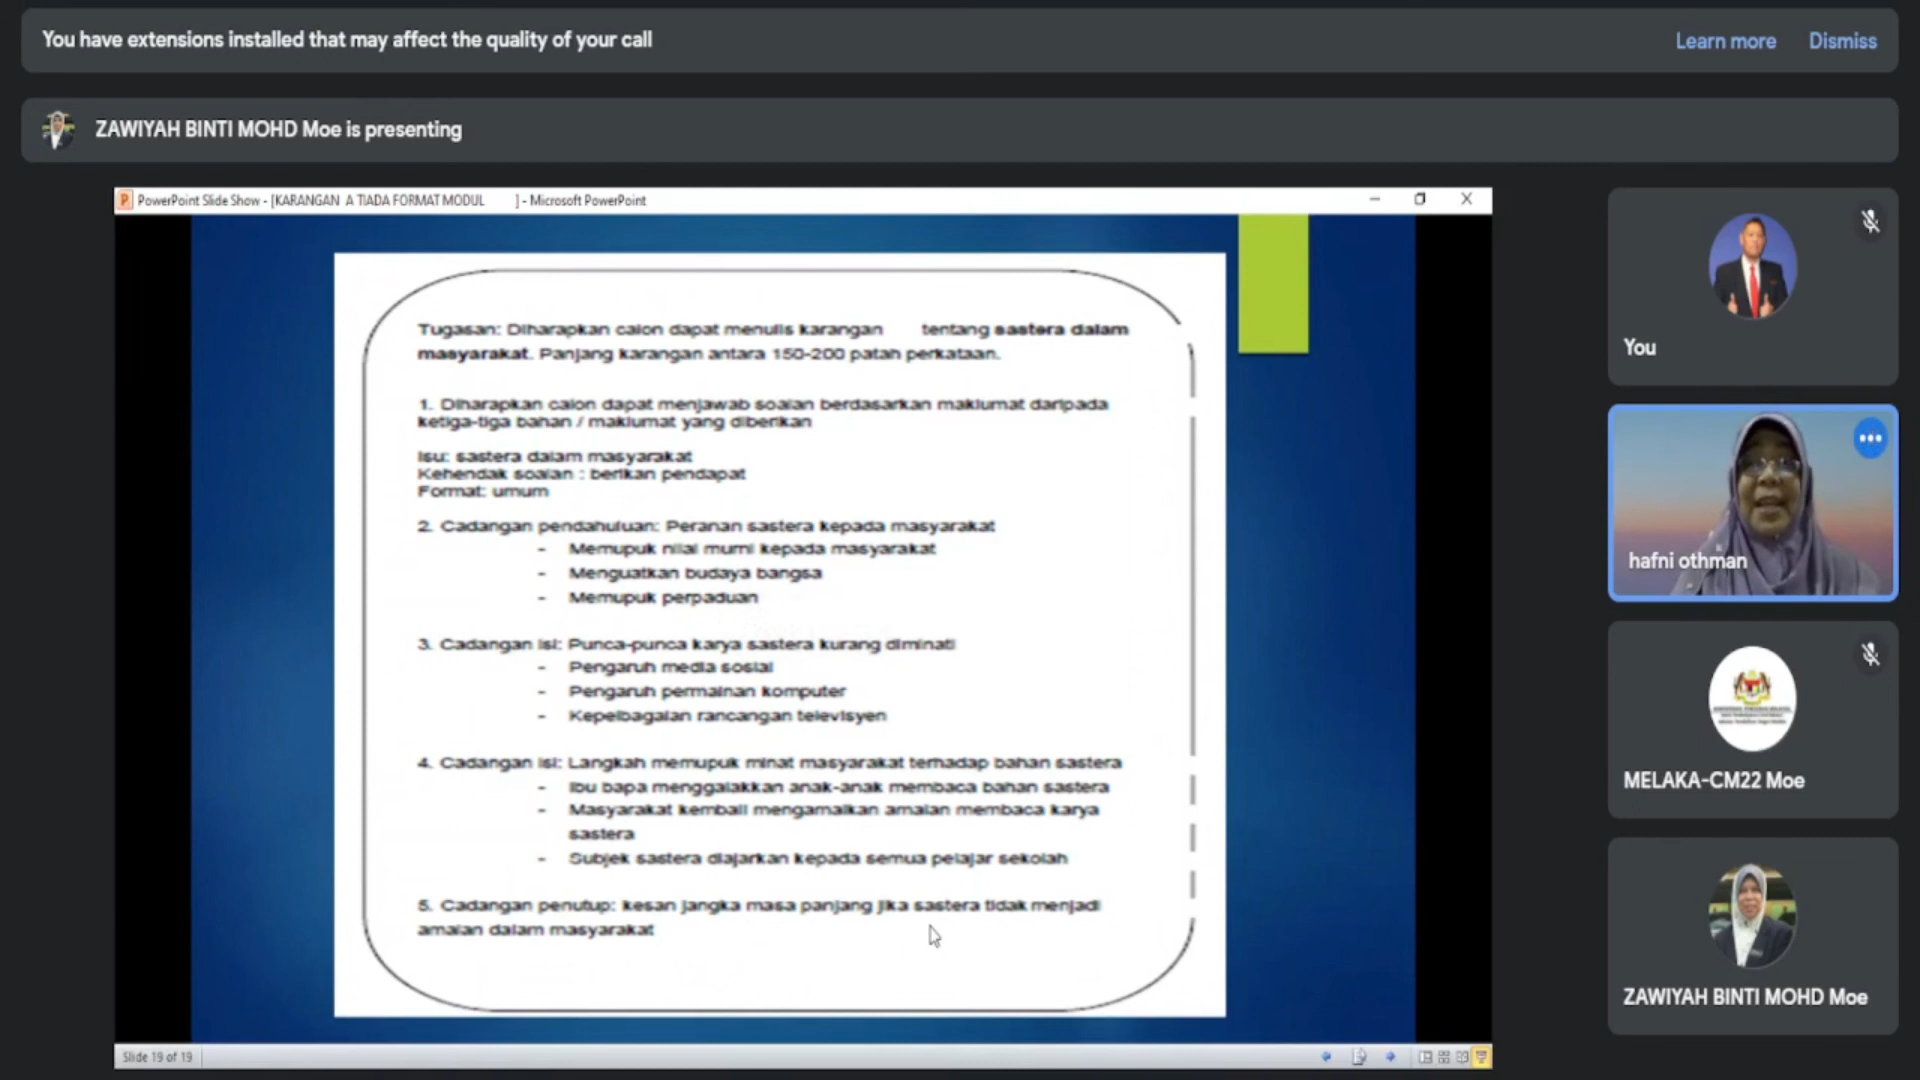 You have extensions installed that may affect the quality of your call
Learn more
Dismiss
ZAWIYAH BINTI MOHD Moe is presenting
PowerPoint Slide Show - [KARANGAN A TIADA FORMAT MODUL ] - Microsoft PowerPoint
Tugasan: Diharapkan calon dapat menulis karangan tentang sastera dalam
masyarakat. Panjang karangan antara 150-200 patah perkataan.
1. Diharapkan calon dapat menjawab soalan berdasarkan maklumat daripada
ketiga-tiga bahan / maklumat yang diberikan
Isu: sastera dalam masyarakat
Kehendak soalan : berikan pendapat
Format: umum
2. Cadangan pendahuluan: Peranan sastera kepada masyarakat
- Memupuk nilai murni kepada masyarakat
- Menguatkan budaya bangsa
- Memupuk perpaduan
3. Cadangan isi: Punca-punca karya sastera kurang diminati
- Pengaruh media sosial
- Pengaruh permainan komputer
- Kepelbagaian rancangan televisyen
4. Cadangan isi: Langkah memupuk minat masyarakat terhadap bahan sastera
- Ibu bapa menggalakkan anak-anak membaca bahan sastera
- Masyarakat kembali mengamalkan amalan membaca karya
sastera
- Subjek sastera diajarkan kepada semua pelajar sekolah
5. Cadangan penutup: kesan jangka masa panjang jika sastera tidak menjadi
amalan dalam masyarakat
Slide 19 of 19
You
hafni othman
MELAKA-CM22 Moe
ZAWIYAH BINTI MOHD Moe